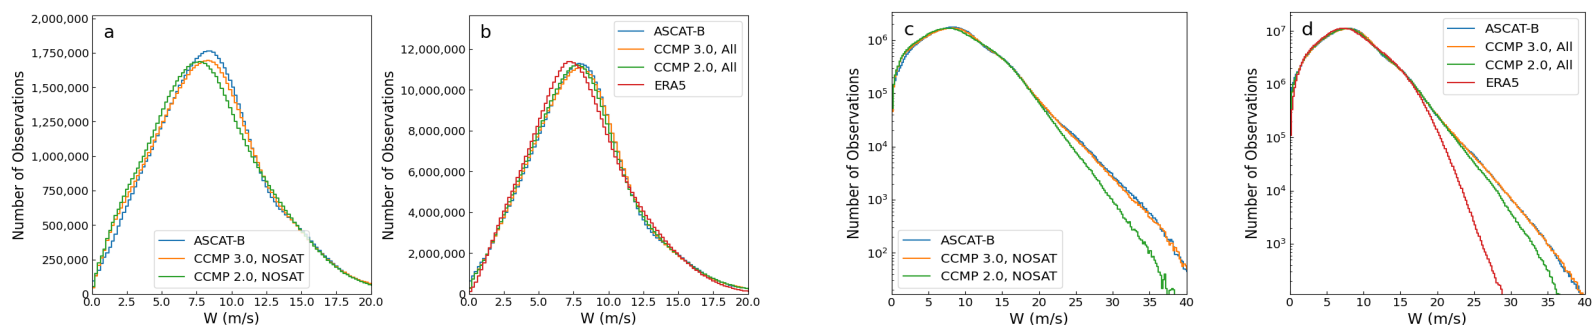 a
2,000,000
1,750,000
1,500,000
1,250,000
1,000,000
750,000
500,000
250,000
0
Number of Observations
ASCAT-B
CCMP 3.0, NOSAT
CCMP 2.0, NOSAT
0.0 2.5 5.0 7.5 10.0 12.5 15.0 17.5 20.0
W (m/s)
b
12,000,000
10,000,000
8,000,000
6,000,000
4,000,000
2,000,000
0
Number of Observations
ASCAT-B
CCMP 3.0, All
CCMP 2.0, All
ERA5
0.0 2.5 5.0 7.5 10.0 12.5 15.0 17.5 20.0
W (m/s)
c
10⁶
10⁵
10⁴
10³
10²
Number of Observations
ASCAT-B
CCMP 3.0, NOSAT
CCMP 2.0, NOSAT
0 5 10 15 20 25 30 35 40
W (m/s)
d
10⁷
10⁶
10⁵
10⁴
10³
Number of Observations
ASCAT-B
CCMP 3.0, All
CCMP 2.0, All
ERA5
0 5 10 15 20 25 30 35 40
W (m/s)